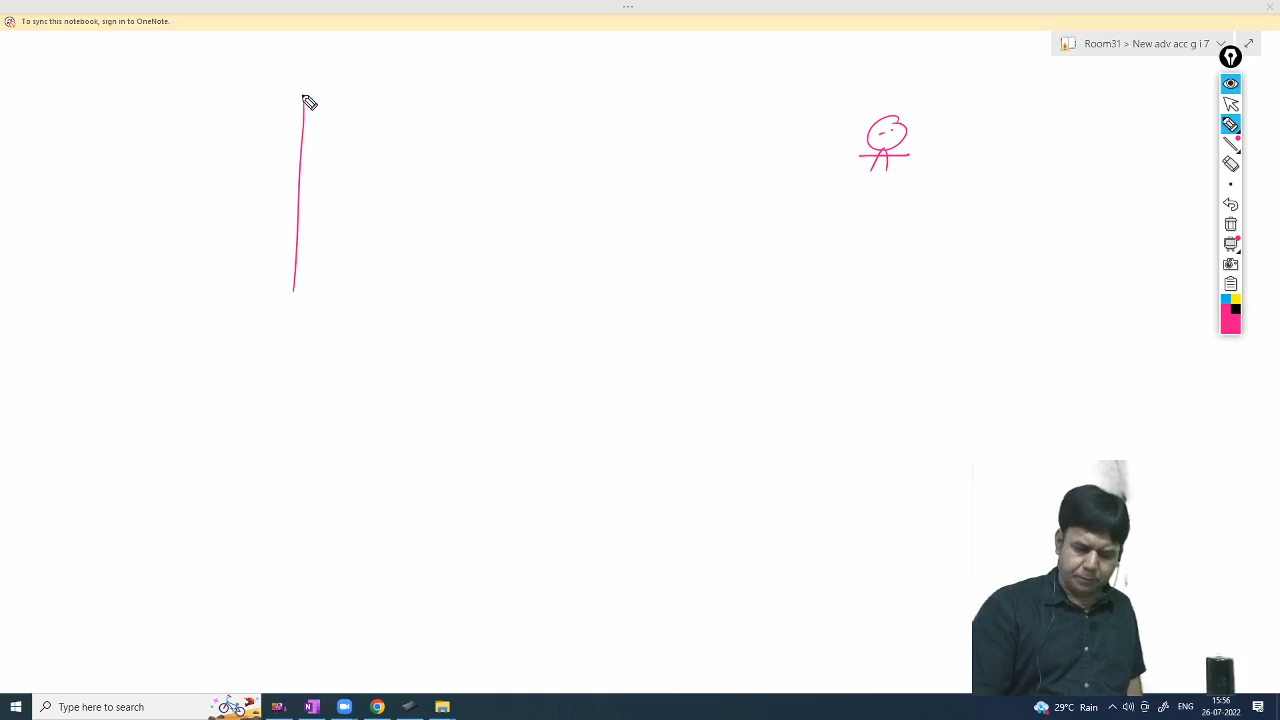 To sync this notebook, sign in to OneNote.
Room31 > New adv acc g i 7
Type here to search
29°C Rain
ENG
15:56
26-07-2022